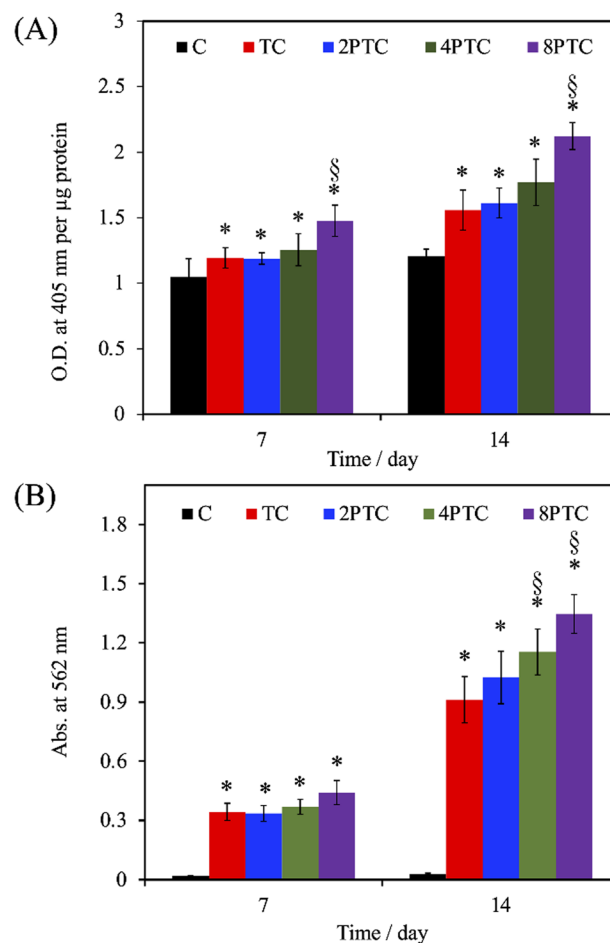 (A)
C TC 2PTC 4PTC 8PTC
O.D. at 405 nm per µg protein
3
2.5
2
1.5
1
0.5
0
* * * § *
* * * § *
7 14
Time / day
(B)
C TC 2PTC 4PTC 8PTC
Abs. at 562 nm
1.8
1.5
1.2
0.9
0.6
0.3
0
* * * *
* * § * § *
7 14
Time / day